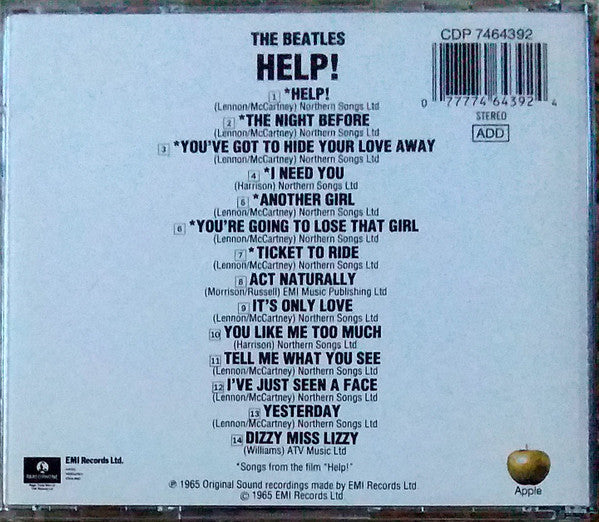 THE BEATLES
HELP!
CDP 7464392
0 77774 64392 4
STEREO
ADD
1 *HELP!
(Lennon/McCartney) Northern Songs Ltd
2 *THE NIGHT BEFORE
(Lennon/McCartney) Northern Songs Ltd
3 *YOU'VE GOT TO HIDE YOUR LOVE AWAY
(Lennon/McCartney) Northern Songs Ltd
4 *I NEED YOU
(Harrison) Northern Songs Ltd
5 *ANOTHER GIRL
(Lennon/McCartney) Northern Songs Ltd
6 *YOU'RE GOING TO LOSE THAT GIRL
(Lennon/McCartney) Northern Songs Ltd
7 *TICKET TO RIDE
(Lennon/McCartney) Northern Songs Ltd
8 ACT NATURALLY
(Morrison/Russell) EMI Music Publishing Ltd
9 IT'S ONLY LOVE
(Lennon/McCartney) Northern Songs Ltd
10 YOU LIKE ME TOO MUCH
(Harrison) Northern Songs Ltd
11 TELL ME WHAT YOU SEE
(Lennon/McCartney) Northern Songs Ltd
12 I'VE JUST SEEN A FACE
(Lennon/McCartney) Northern Songs Ltd
13 YESTERDAY
(Lennon/McCartney) Northern Songs Ltd
14 DIZZY MISS LIZZY
(Williams) ATV Music Ltd
*Songs from the film "Help!"
℗ 1965 Original Sound recordings made by EMI Records Ltd
© 1965 EMI Records Ltd
EMI Records Ltd.
PARLOPHONE
Apple